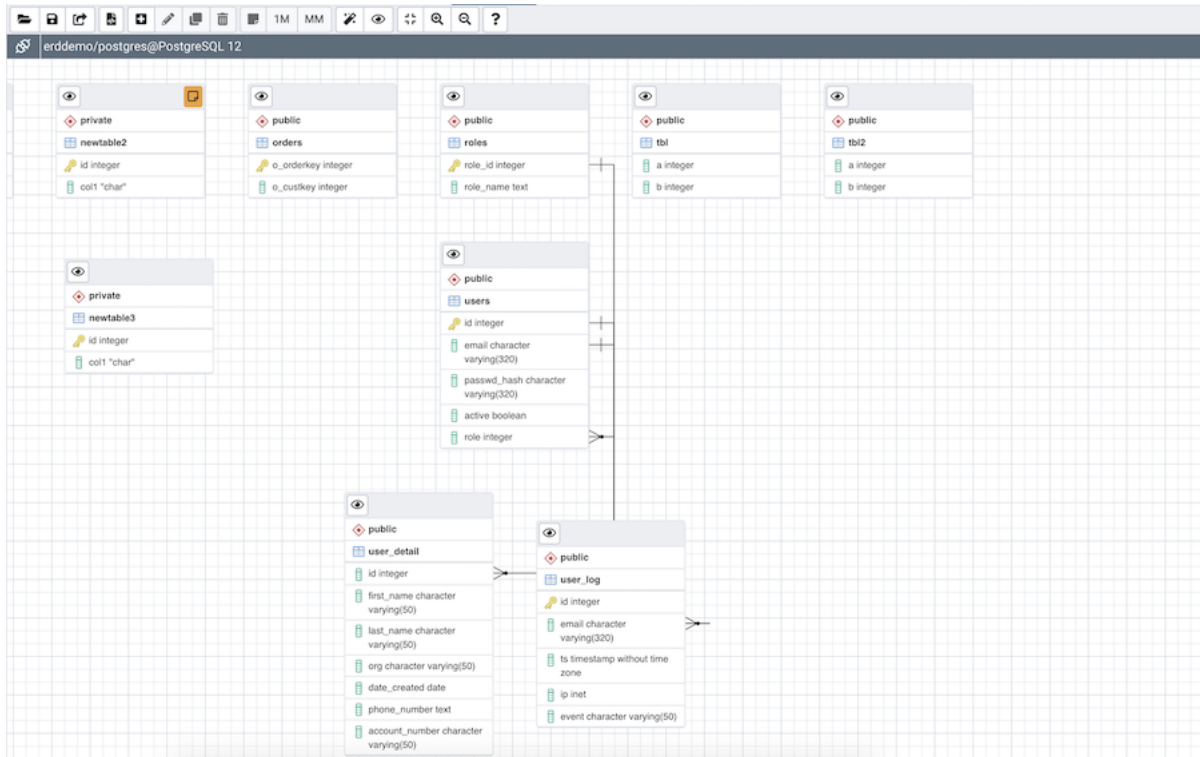 1M MM ?
erddemo/postgres@PostgreSQL 12
private
newtable2
id integer
col1 "char"
public
orders
o_orderkey integer
o_custkey integer
public
roles
role_id integer
role_name text
public
tbl
a integer
b integer
public
tbl2
a integer
b integer
private
newtable3
id integer
col1 "char"
public
users
id integer
email character
varying(320)
passwd_hash character
varying(320)
active boolean
role integer
public
user_detail
id integer
first_name character
varying(50)
last_name character
varying(50)
org character varying(50)
date_created date
phone_number text
account_number character
varying(50)
public
user_log
id integer
email character
varying(320)
ts timestamp without time
zone
ip inet
event character varying(50)